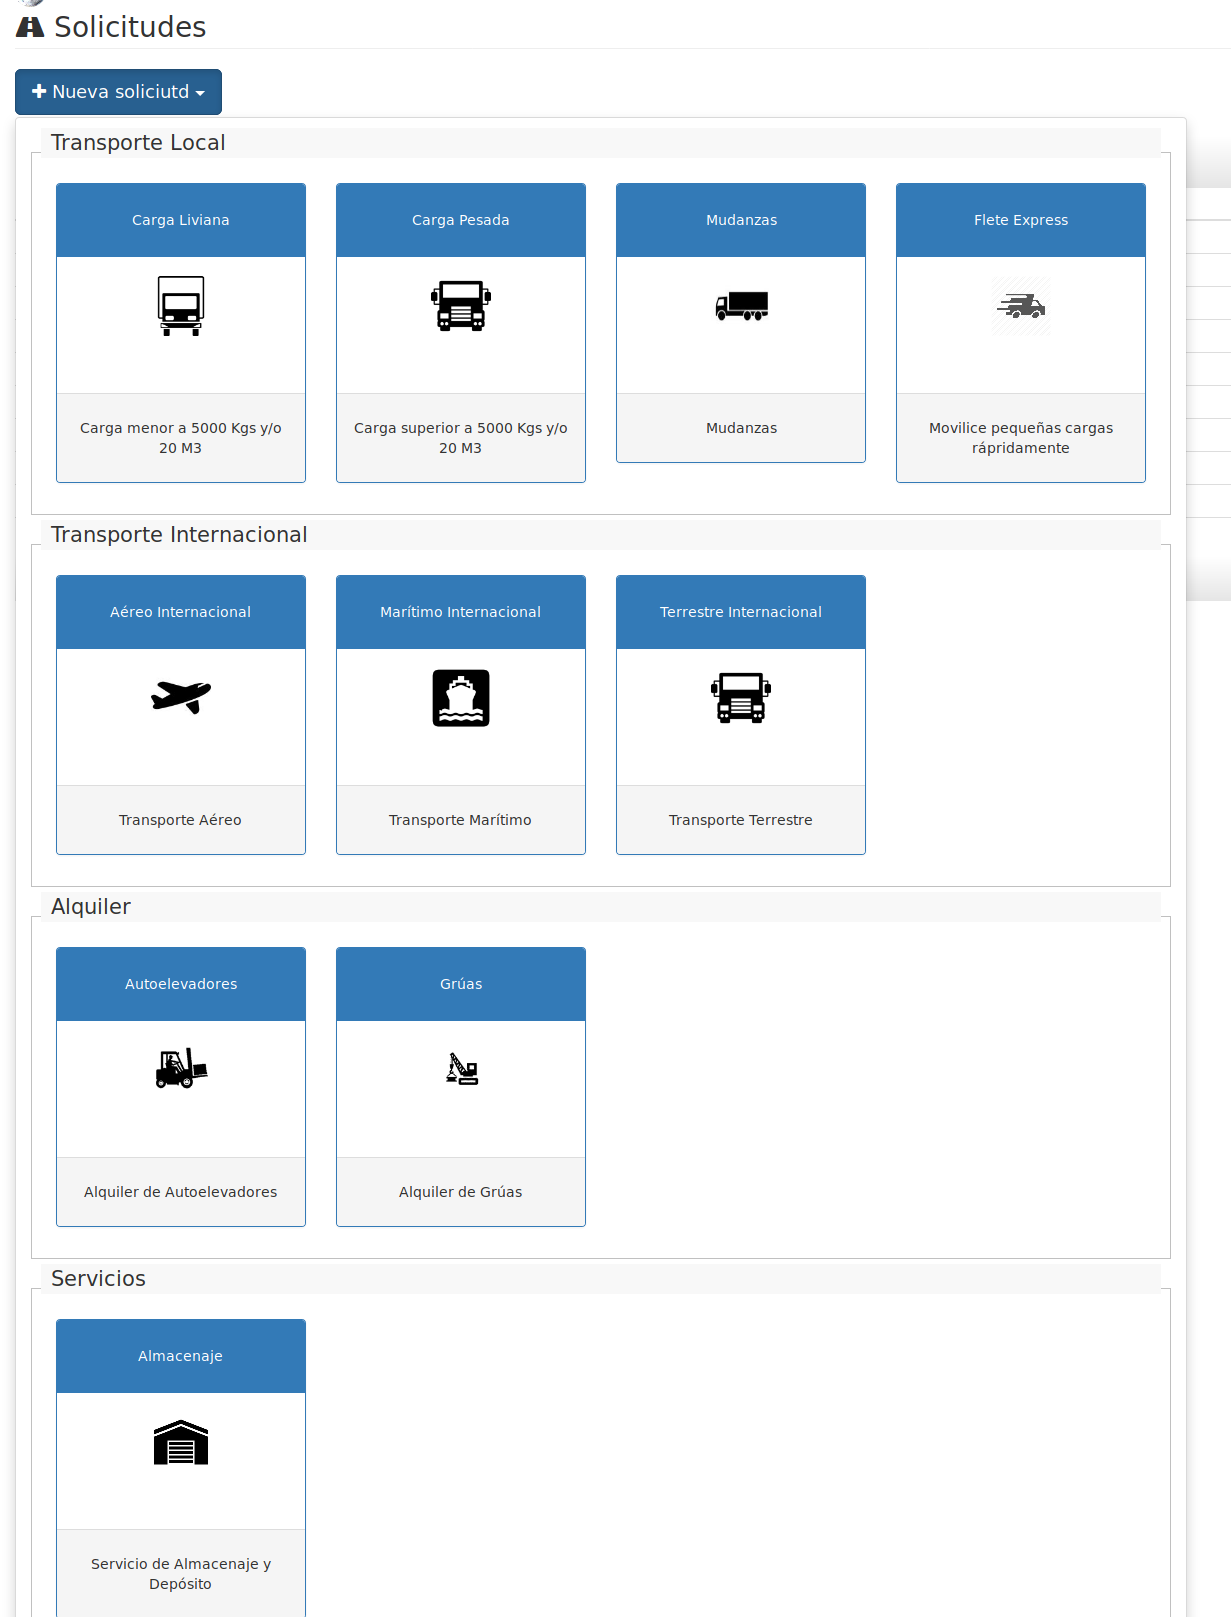 Solicitudes
Nueva soliciutd
Transporte Local
Carga Liviana
Carga menor a 5000 Kgs y/o
20 M3
Carga Pesada
Carga superior a 5000 Kgs y/o
20 M3
Mudanzas
Mudanzas
Flete Express
Movilice pequeñas cargas
rápridamente
Transporte Internacional
Aéreo Internacional
Transporte Aéreo
Marítimo Internacional
Transporte Marítimo
Terrestre Internacional
Transporte Terrestre
Alquiler
Autoelevadores
Alquiler de Autoelevadores
Grúas
Alquiler de Grúas
Servicios
Almacenaje
Servicio de Almacenaje y
Depósito